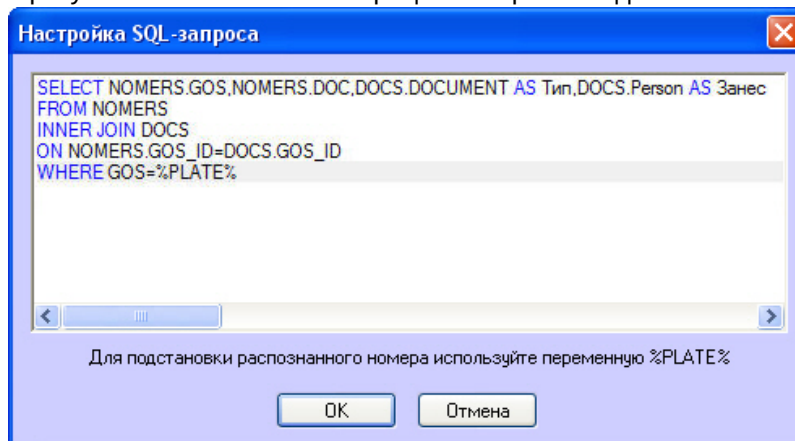 Настройка SQL-запроса
SELECT NOMERS.GOS,NOMERS.DOC,DOCS.DOCUMENT AS Тип,DOCS.Person AS Занес
FROM NOMERS
INNER JOIN DOCS
ON NOMERS.GOS_ID=DOCS.GOS_ID
WHERE GOS=%PLATE%
Для подстановки распознанного номера используйте переменную %PLATE%
OK Отмена